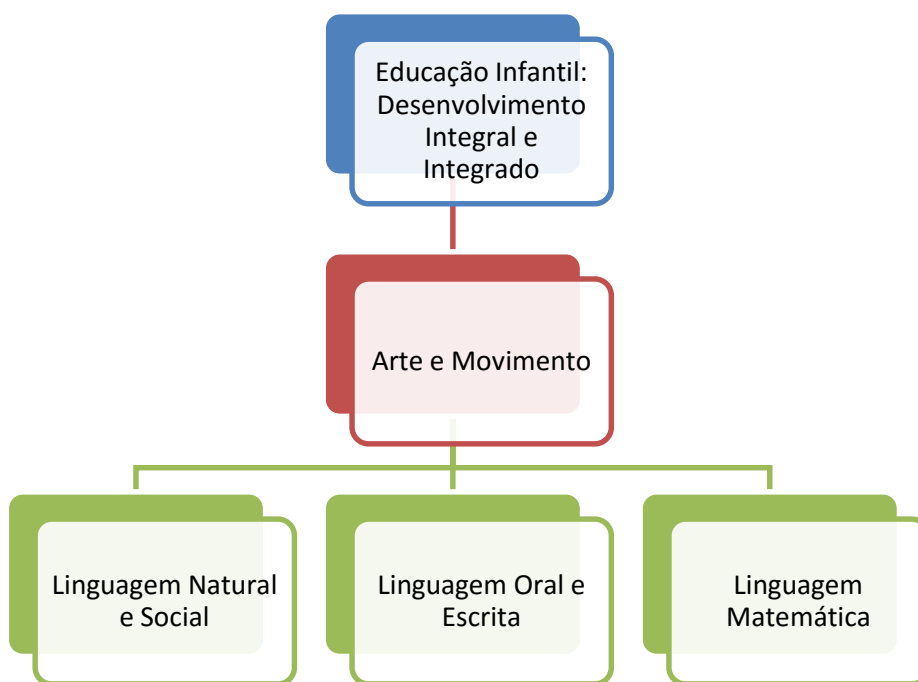 Educação Infantil:
Desenvolvimento
Integral e
Integrado
Arte e Movimento
Linguagem Natural
e Social
Linguagem Oral e
Escrita
Linguagem
Matemática